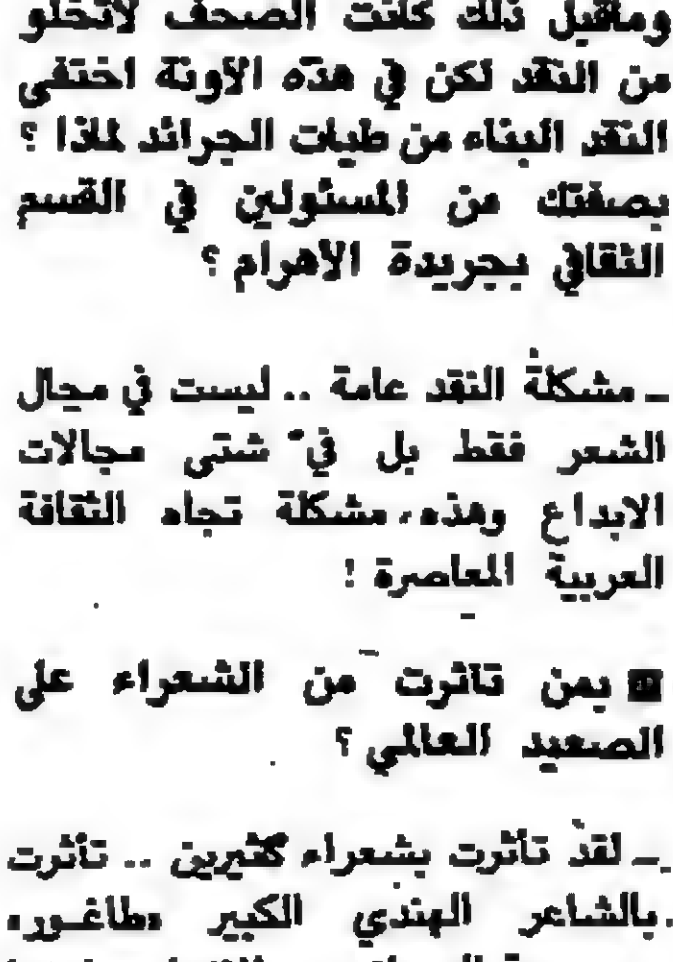 وماقبل ذلك كانت الصحف لاتخلو
من النقد لكن في هذه الآونة اختفى
النقد البناء من طيات الجرائد لماذا ؟
بصفتك من المسئولين في القسم
الثقافي بجريدة الاهرام ؟
ـ مشكلة النقد عامة .. ليست في مجال
الشعر فقط بل في شتى مجالات
الابداع وهذه مشكلة تجاه الثقافة
العربية المعاصرة !
■ بمن تاثرت من الشعراء على
الصعيد العالمي ؟
ـ لقد تاثرت بشعراء كثيرين .. تأثرت
بالشاعر الهندي الكبير «طاغور»